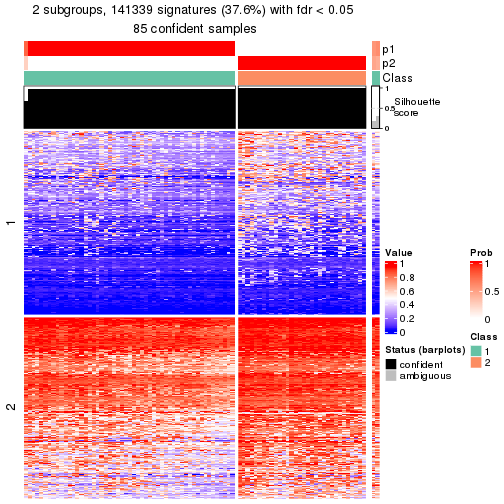 2 subgroups, 141339 signatures (37.6%) with fdr < 0.05
85 confident samples
p1
p2
Class
1
0.5
0
Silhouette
score
1
2
Value
1
0.8
0.6
0.4
0.2
0
Prob
1
0.5
0
Status (barplots)
confident
ambiguous
Class
1
2